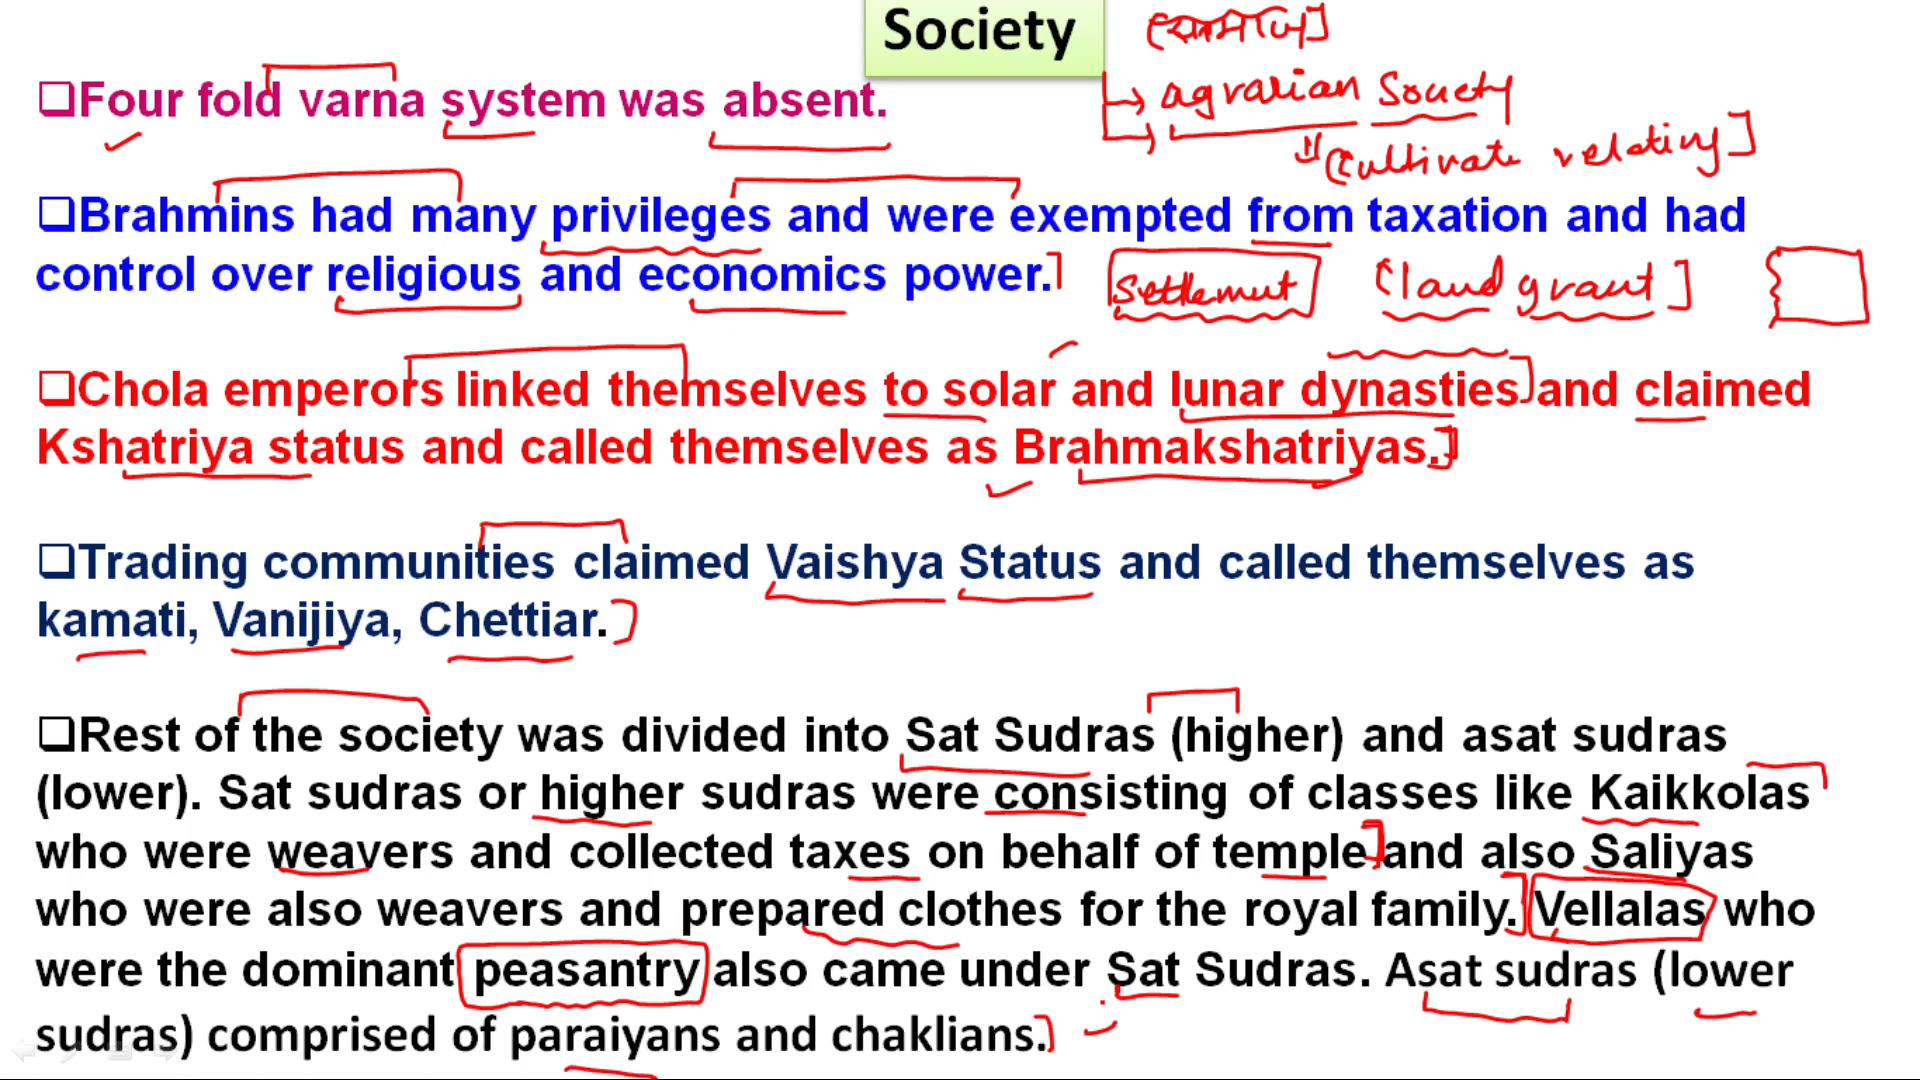 Society
[समाज]
❑Four fold varna system was absent.
→ agrarian Society
(Cultivate relating]
❑Brahmins had many privileges and were exempted from taxation and had
control over religious and economics power.]
Settlemut (land grant]
❑Chola emperors linked themselves to solar and lunar dynasties.]and claimed
Kshatriya status and called themselves as Brahmakshatriyas.]
❑Trading communities claimed Vaishya Status and called themselves as
kamati, Vanijiya, Chettiar.]
❑Rest of the society was divided into Sat Sudras (higher) and asat sudras
(lower). Sat sudras or higher sudras were consisting of classes like Kaikkolas
who were weavers and collected taxes on behalf of temple]and also Saliyas
who were also weavers and prepared clothes for the royal family.] Vellalas who
were the dominant peasantry also came under Sat Sudras. Asat sudras (lower
sudras) comprised of paraiyans and chaklians.]